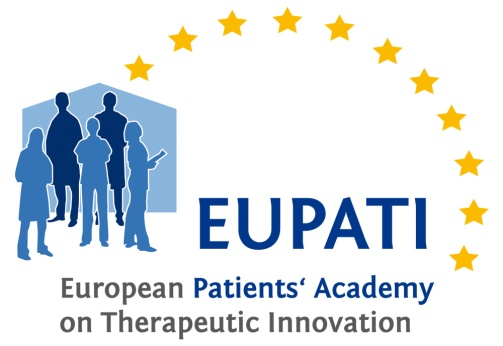 EUPATI
European Patients‘ Academy
on Therapeutic Innovation